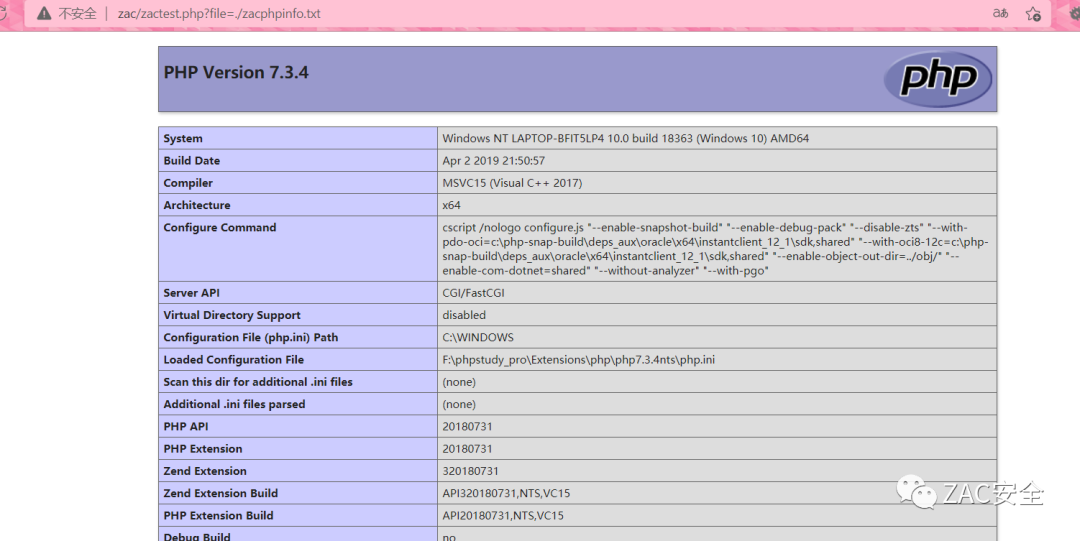 不安全 | zac/zactest.php?file=./zacphpinfo.txt
PHP Version 7.3.4
php
System Windows NT LAPTOP-BFIT5LP4 10.0 build 18363 (Windows 10) AMD64
Build Date Apr 2 2019 21:50:57
Compiler MSVC15 (Visual C++ 2017)
Architecture x64
Configure Command cscript /nologo configure.js "--enable-snapshot-build" "--enable-debug-pack" "--disable-zts" "--with-
pdo-oci=c:\php-snap-build\deps_aux\oracle\x64\instantclient_12_1\sdk,shared" "--with-oci8-12c=c:\php-
snap-build\deps_aux\oracle\x64\instantclient_12_1\sdk,shared" "--enable-object-out-dir=../obj/" "--
enable-com-dotnet=shared" "--without-analyzer" "--with-pgo"
Server API CGI/FastCGI
Virtual Directory Support disabled
Configuration File (php.ini) Path C:\WINDOWS
Loaded Configuration File F:\phpstudy_pro\Extensions\php\php7.3.4nts\php.ini
Scan this dir for additional .ini files (none)
Additional .ini files parsed (none)
PHP API 20180731
PHP Extension 20180731
Zend Extension 320180731
Zend Extension Build API320180731,NTS,VC15
PHP Extension Build API20180731,NTS,VC15
Debug Build no
ZAC安全